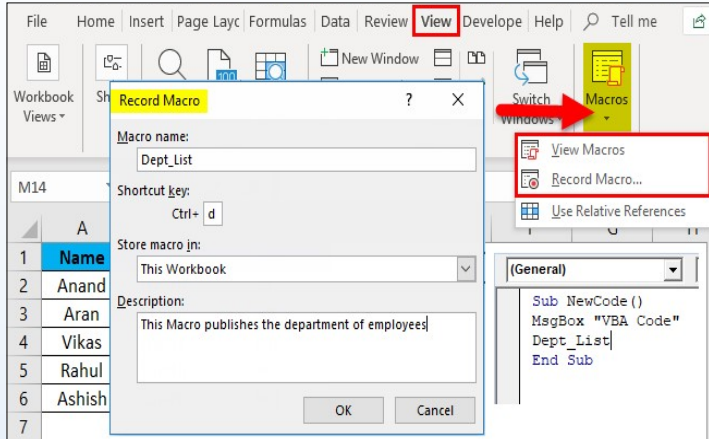 File Home Insert Page Layc Formulas Data Review View Develope Help Tell me
New Window
100
Workbook Views
Sh
Switch Windows
Macros
View Macros
Record Macro...
Use Relative References
Record Macro ? X
Macro name:
Dept_List
Shortcut key:
Ctrl+ d
Store macro in:
This Workbook
Description:
This Macro publishes the department of employees
OK Cancel
M14
A G H
1 Name
2 Anand
3 Aran
4 Vikas
5 Rahul
6 Ashish
7
(General)
Sub NewCode()
MsgBox "VBA Code"
Dept_List
End Sub